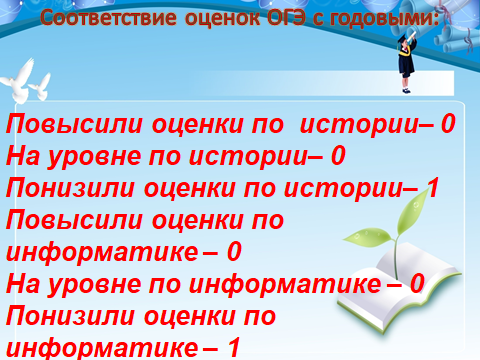 Соответствие оценок ОГЭ с годовыми:
Повысили оценки по истории– 0
На уровне по истории– 0
Понизили оценки по истории– 1
Повысили оценки по
информатике – 0
На уровне по информатике – 0
Понизили оценки по
информатике – 1